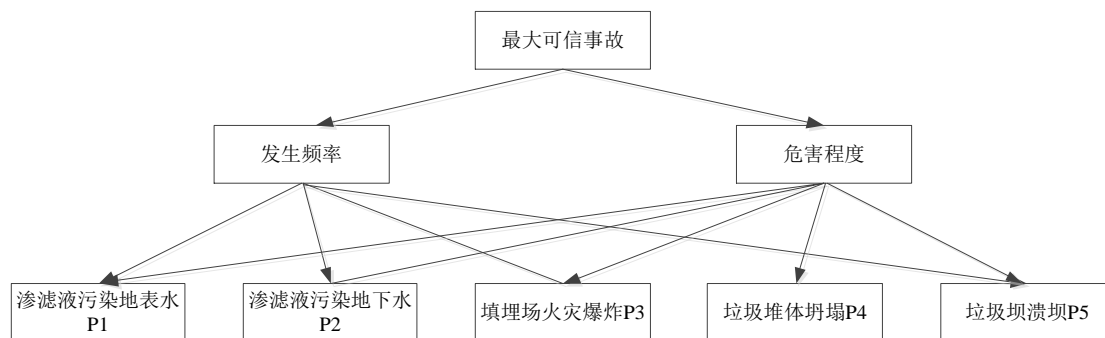 最大可信事故
发生频率
危害程度
渗滤液污染地表水
P1
渗滤液污染地下水
P2
填埋场火灾爆炸P3
垃圾堆体坍塌P4
垃圾坝溃坝P5